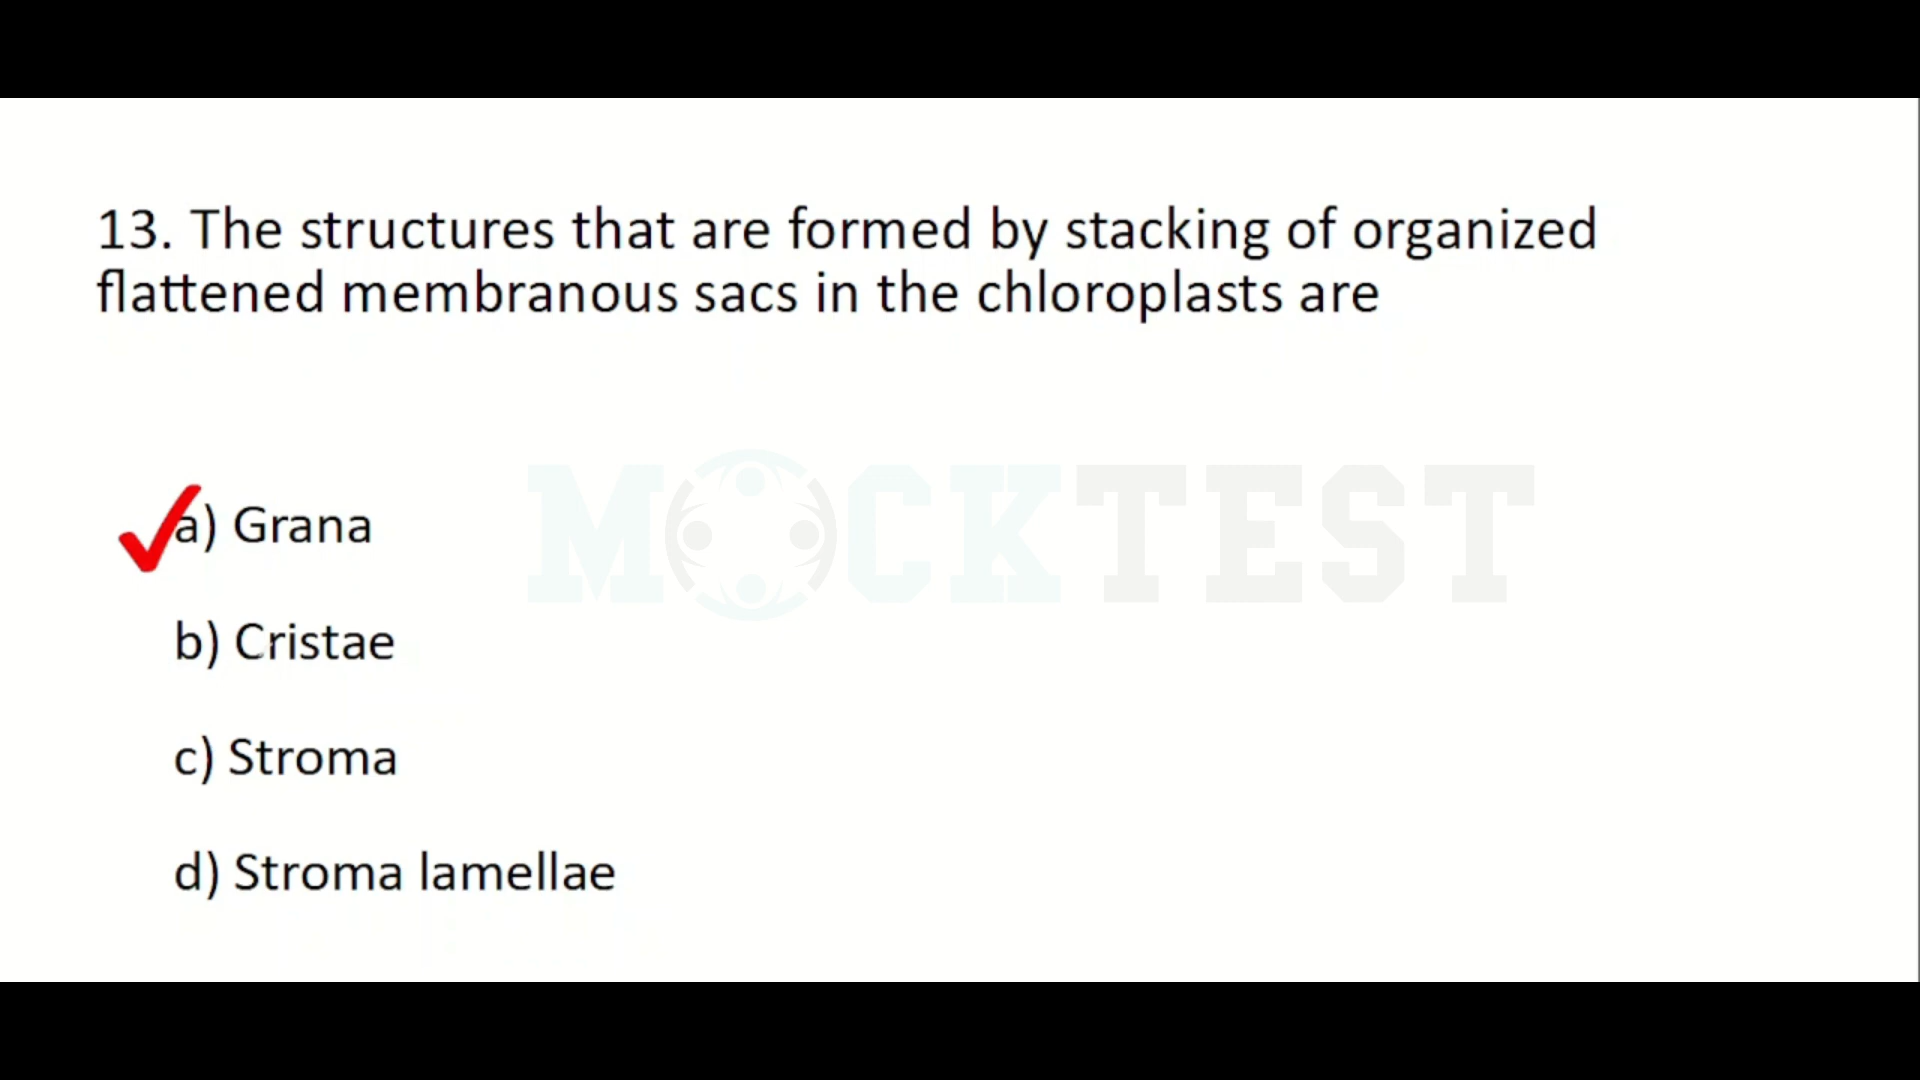 13. The structures that are formed by stacking of organized
flattened membranous sacs in the chloroplasts are
MOCKTEST
a) Grana
b) Cristae
c) Stroma
d) Stroma lamellae